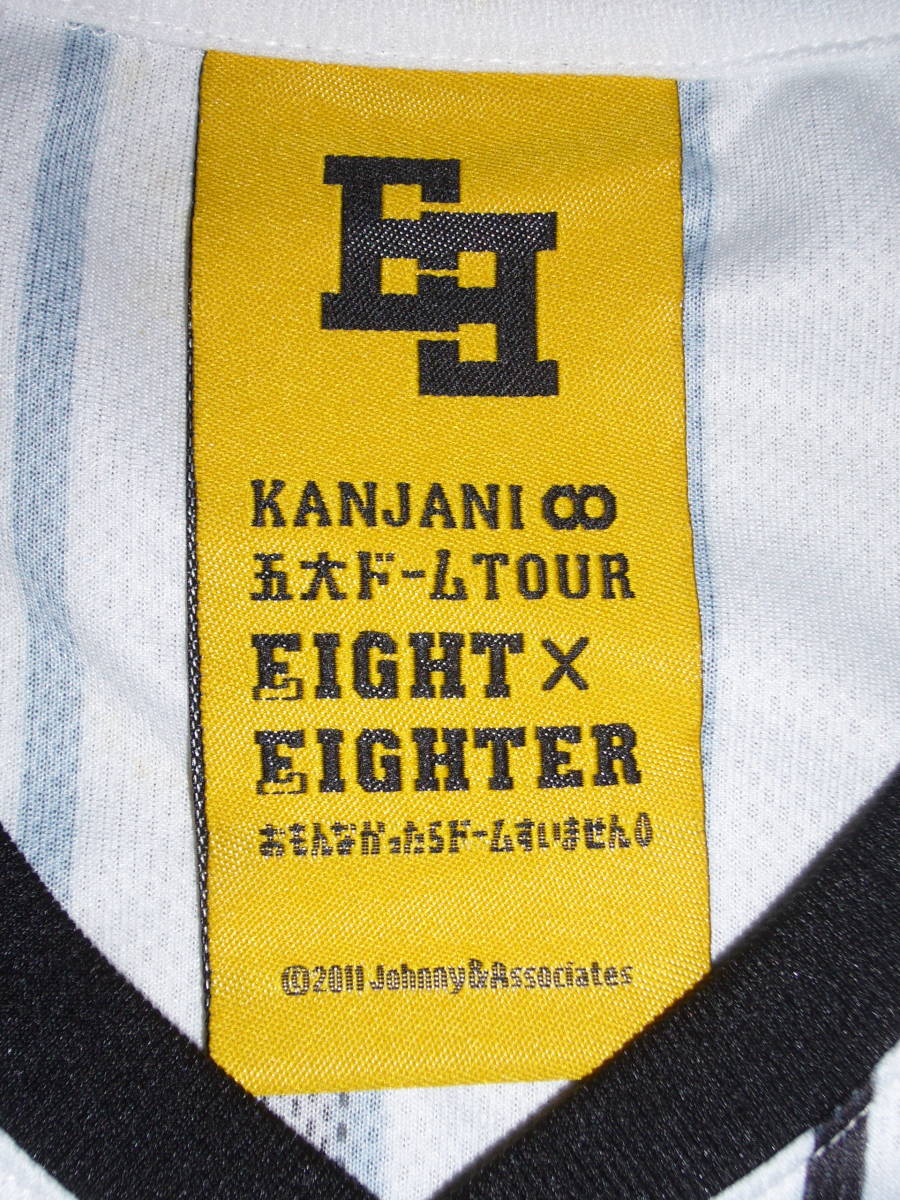 EE
KANJANI∞
五大ドームTOUR
EIGHT×
EIGHTER
おもんなかったらドームすいません
©2011 Johnny&Associates